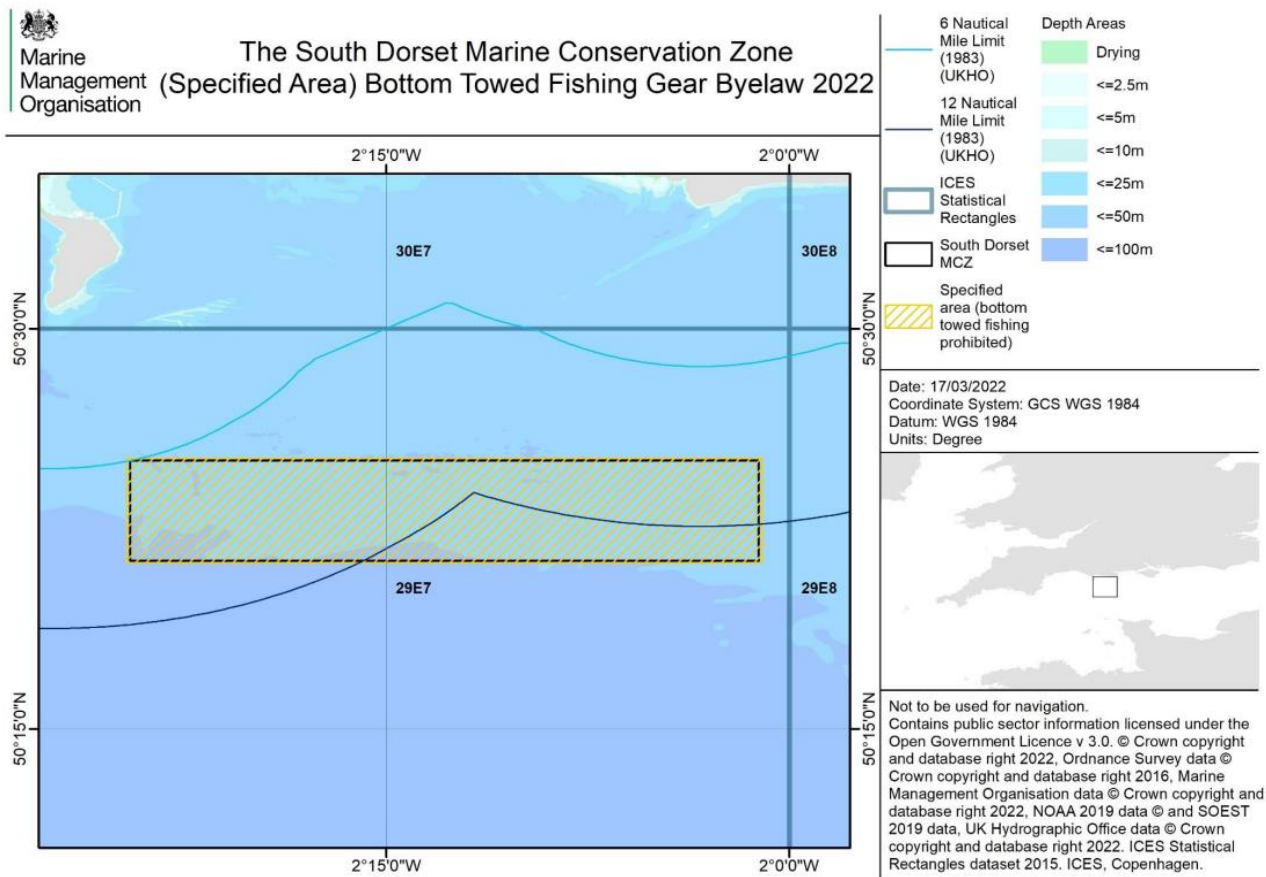 Marine
Management
Organisation
The South Dorset Marine Conservation Zone
(Specified Area) Bottom Towed Fishing Gear Byelaw 2022
6 Nautical
Mile Limit
(1983)
(UKHO)
12 Nautical
Mile Limit
(1983)
(UKHO)
ICES
Statistical
Rectangles
South Dorset
MCZ
Specified
area (bottom
towed fishing
prohibited)
Depth Areas
Drying
<=2.5m
<=5m
<=10m
<=25m
<=50m
<=100m
2°15'0"W
2°0'0"W
30E7
30E8
50°30'0"N
50°30'0"N
29E7
29E8
50°15'0"N
50°15'0"N
2°15'0"W
2°0'0"W
Date: 17/03/2022
Coordinate System: GCS WGS 1984
Datum: WGS 1984
Units: Degree
Not to be used for navigation.
Contains public sector information licensed under the
Open Government Licence v 3.0. © Crown copyright
and database right 2022, Ordnance Survey data ©
Crown copyright and database right 2016, Marine
Management Organisation data © Crown copyright and
database right 2022, NOAA 2019 data © and SOEST
2019 data, UK Hydrographic Office data © Crown
copyright and database right 2022. ICES Statistical
Rectangles dataset 2015. ICES, Copenhagen.